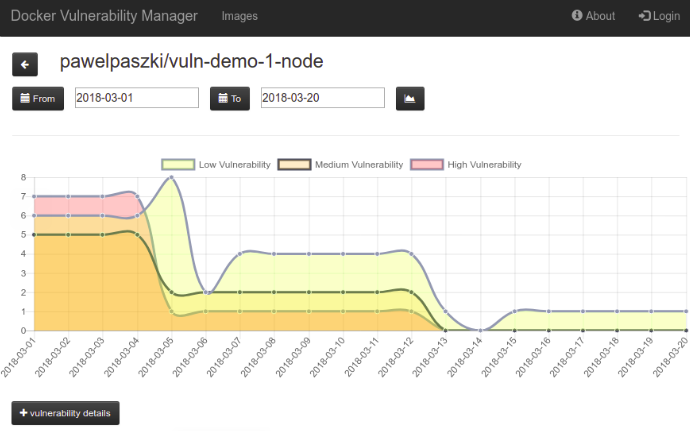 Docker Vulnerability Manager Images About Login
pawelpaszki/vuln-demo-1-node
From 2018-03-01 To 2018-03-20
Low Vulnerability Medium Vulnerability High Vulnerability
8
7
6
5
4
3
2
1
0
2018-03-01 2018-03-02 2018-03-03 2018-03-04 2018-03-05 2018-03-06 2018-03-07 2018-03-08 2018-03-09 2018-03-10 2018-03-11 2018-03-12 2018-03-13 2018-03-14 2018-03-15 2018-03-16 2018-03-17 2018-03-18 2018-03-19 2018-03-20
vulnerability details